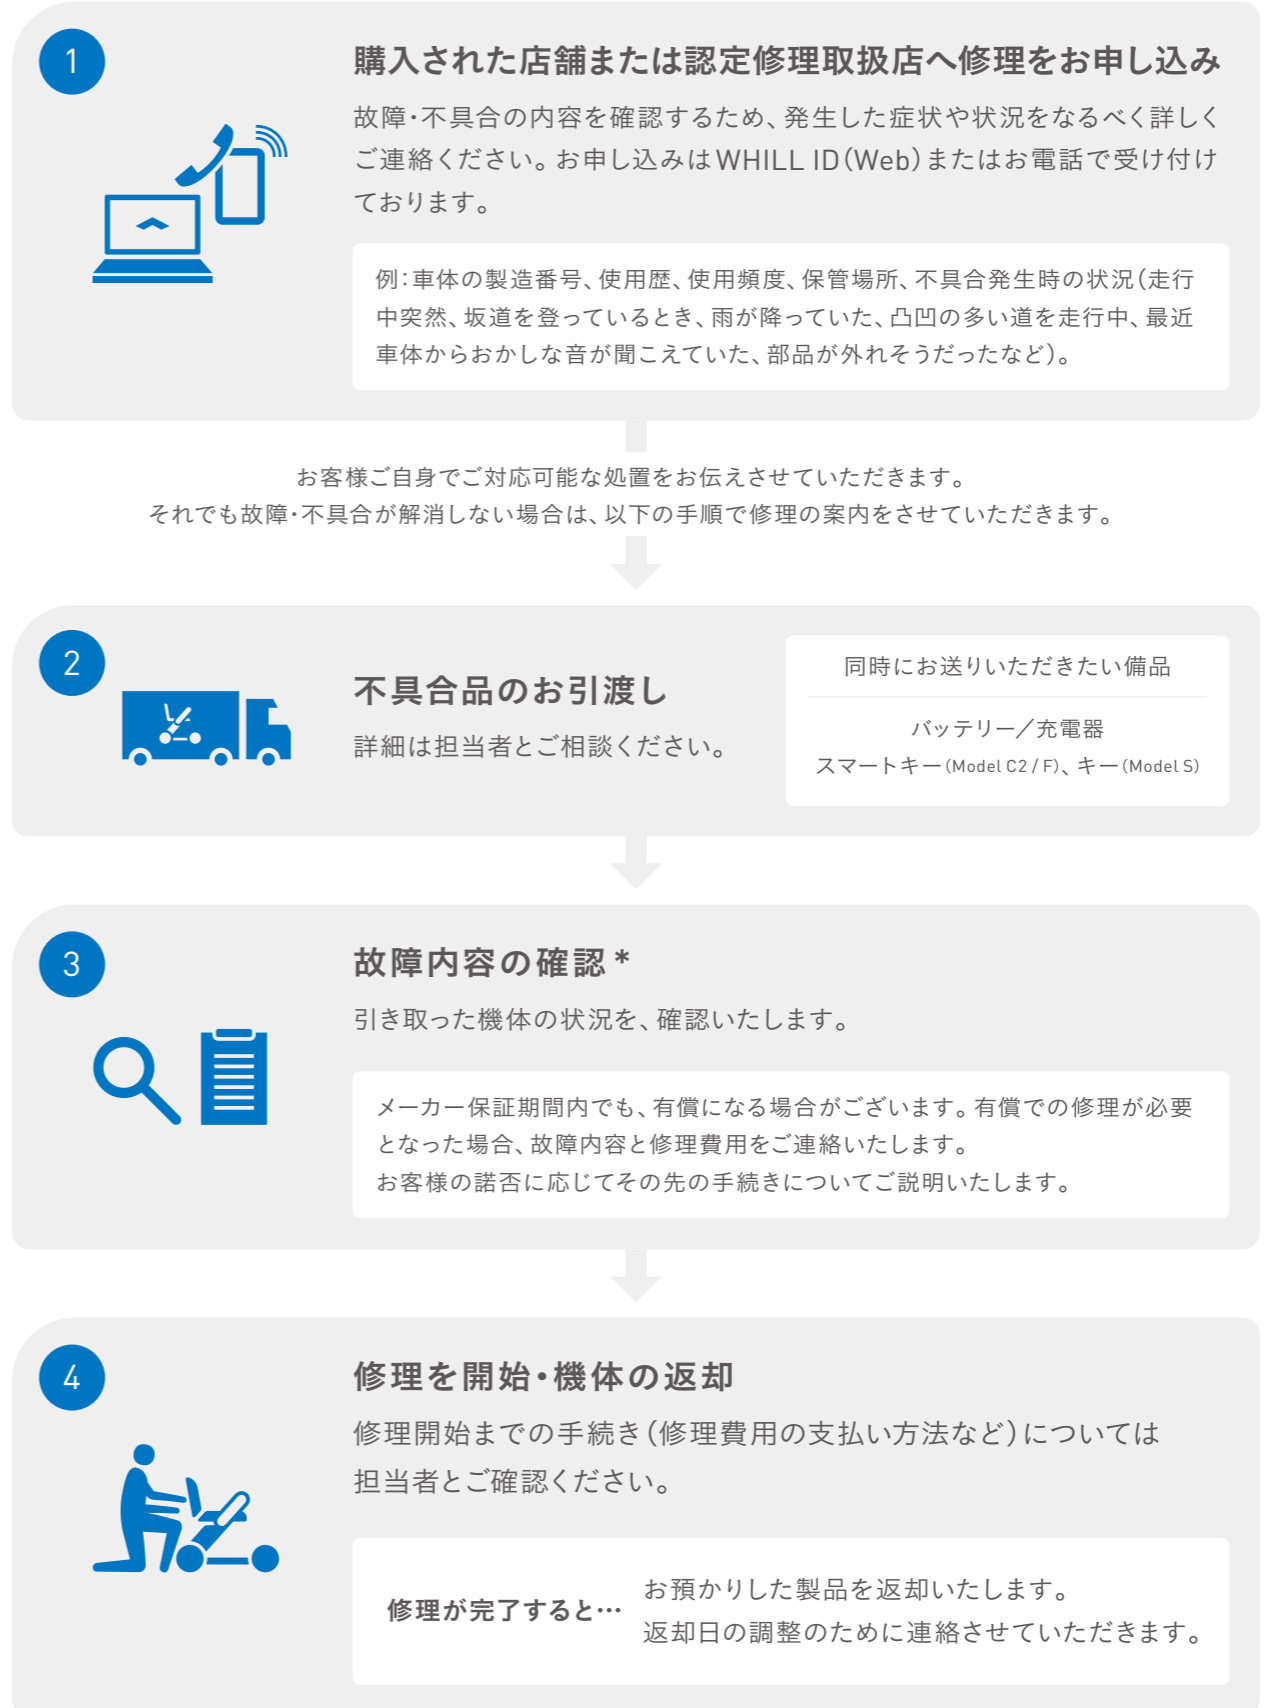 1
購入された店舗または認定修理取扱店へ修理をお申し込み
故障・不具合の内容を確認するため、発生した症状や状況をなるべく詳しく
ご連絡ください。お申し込みはWHILL ID(Web)またはお電話で受け付け
ております。
例：車体の製造番号、使用歴、使用頻度、保管場所、不具合発生時の状況(走行
中突然、坂道を登っているとき、雨が降っていた、凸凹の多い道を走行中、最近
車体からおかしな音が聞こえていた、部品が外れそうだったなど)。
お客様ご自身でご対応可能な処置をお伝えさせていただきます。
それでも故障・不具合が解消しない場合は、以下の手順で修理の案内をさせていただきます。
2
不具合品のお引渡し
詳細は担当者とご相談ください。
同時にお送りいただきたい備品
バッテリー／充電器
スマートキー(Model C2 / F)、キー(Model S)
3
故障内容の確認*
引き取った機体の状況を、確認いたします。
メーカー保証期間内でも、有償になる場合がございます。有償での修理が必要
となった場合、故障内容と修理費用をご連絡いたします。
お客様の諾否に応じてその先の手続きについてご説明いたします。
4
修理を開始・機体の返却
修理開始までの手続き(修理費用の支払い方法など)については
担当者とご確認ください。
修理が完了すると…
お預かりした製品を返却いたします。
返却日の調整のために連絡させていただきます。